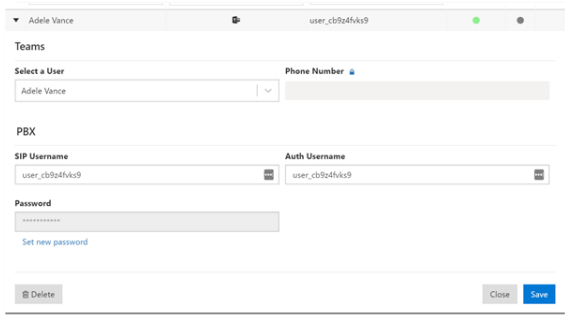 Adele Vance user_cb9z4fvks9
Teams
Select a User Phone Number
Adele Vance
PBX
SIP Username Auth Username
user_cb9z4fvks9 user_cb9z4fvks9
Password
***********
Set new password
Delete Close Save